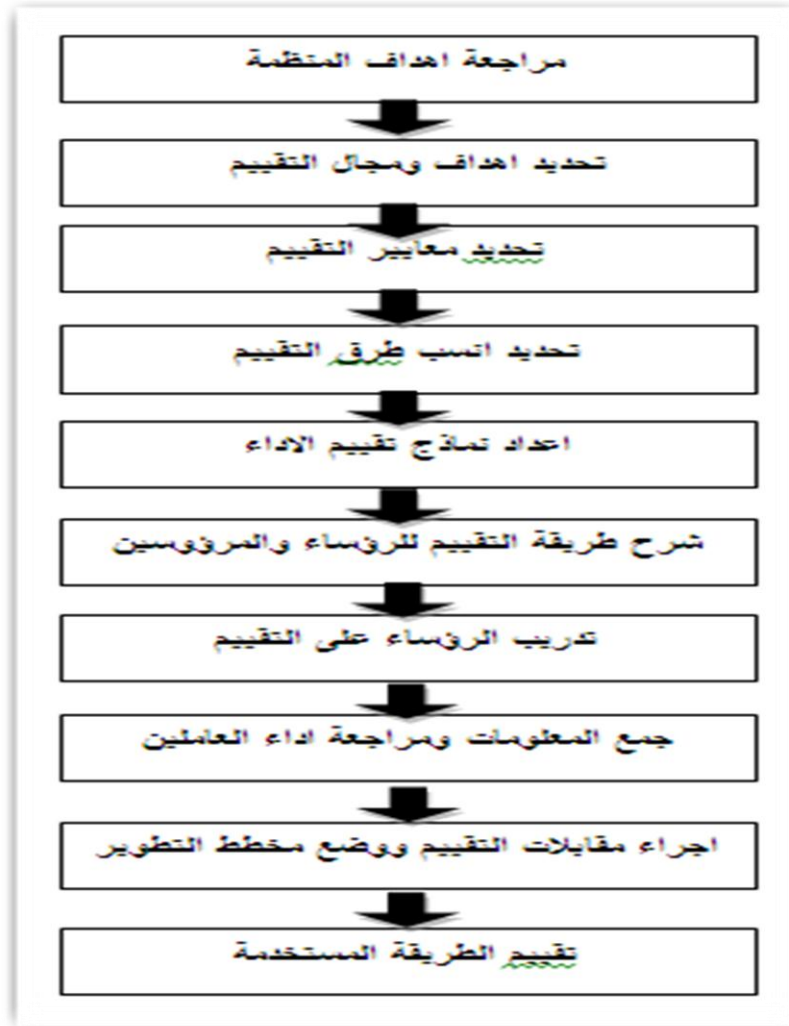 مراجعة اهداف المنظمة
تحديد اهداف ومجال التقييم
تحديد معايير التقييم
تحديد انسب طرق التقييم
اعداد نماذج تقييم الاداء
شرح طريقة التقييم للرؤساء والمرؤوسين
تدريب الرؤساء على التقييم
جمع المعلومات ومراجعة اداء العاملين
اجراء مقابلات التقييم ووضع مخطط التطوير
تقييم الطريقة المستخدمة